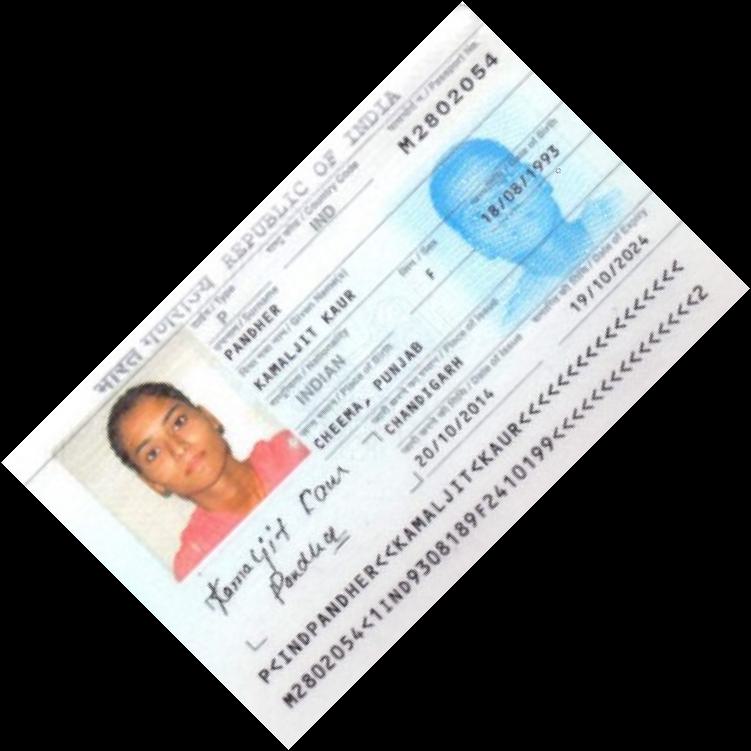 भारत गणराज्य REPUBLIC OF INDIA
टाइप / Type
P
राष्ट्र कोड / Country Code
IND
पासपोर्ट न. / Passport No.
M2802054
उपनाम / Surname
PANDHER
दिया गया नाम / Given Name(s)
KAMALJIT KAUR
राष्ट्रीयता / Nationality
INDIAN
लिंग / Sex
F
जन्मतिथि / Date of Birth
18/08/1993
जन्म स्थान / Place of Birth
CHEEMA, PUNJAB
जारी करने का स्थान / Place of Issue
CHANDIGARH
जारी करने की तिथि / Date of Issue
20/10/2014
समाप्ति की तिथि / Date of Expiry
19/10/2024
Kamaljit Kaur
Pandher
P<INDPANDHER<<KAMALJIT<KAUR<<<<<<<<<<<<<<<<<
M2802054<1IND9308189F2410199<<<<<<<<<<<<<<<2